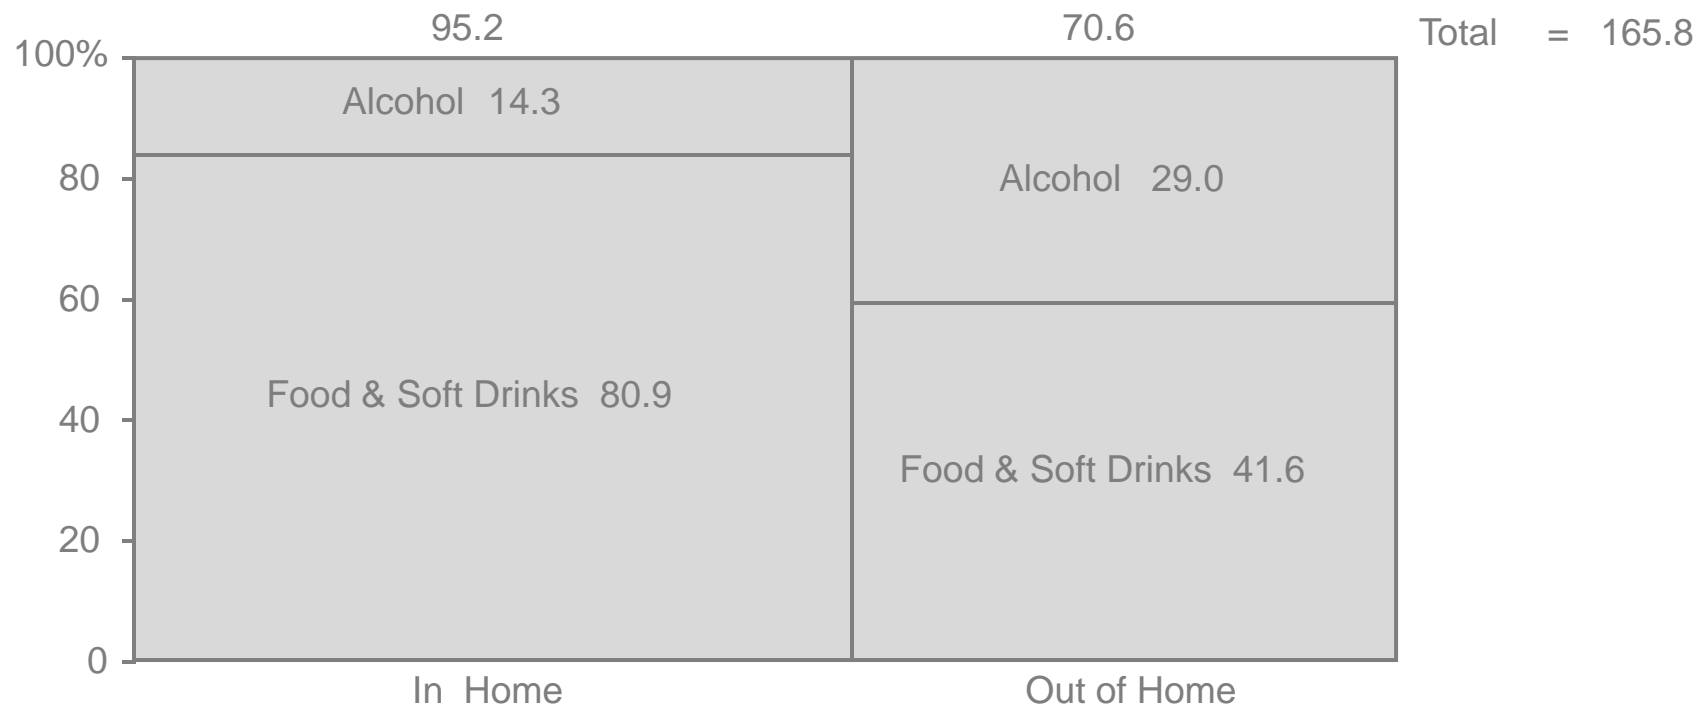 95.2 70.6 Total = 165.8
100%
Alcohol 14.3
80
Alcohol 29.0
60
Food & Soft Drinks 80.9
40
Food & Soft Drinks 41.6
20
0
In Home Out of Home